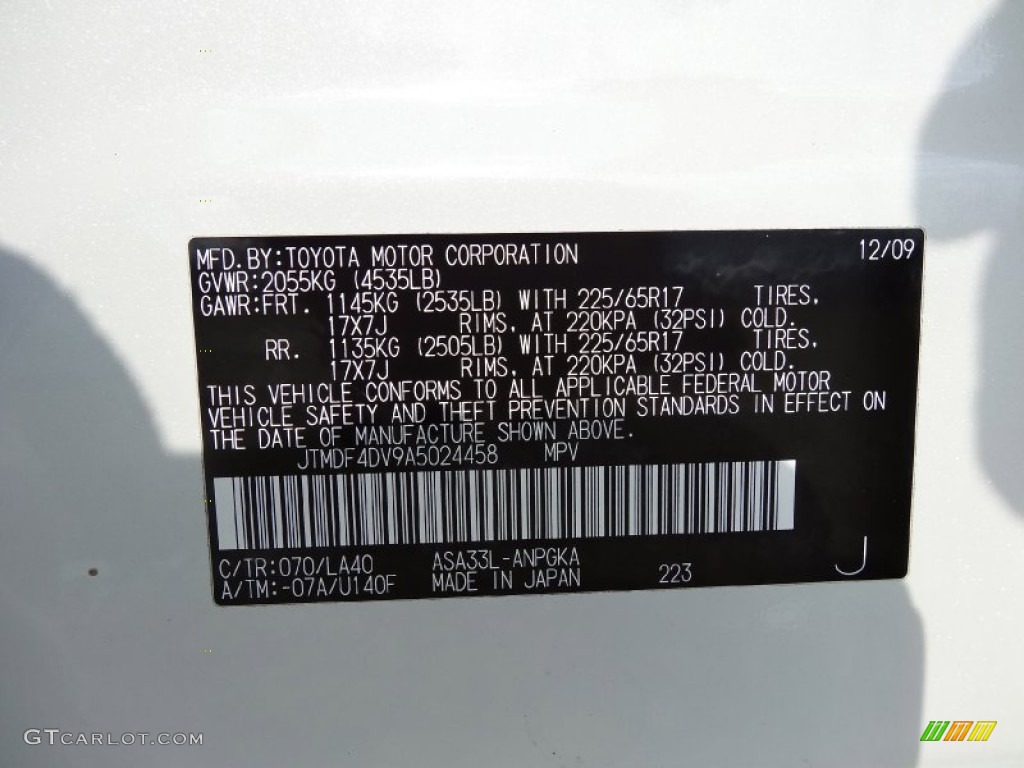 MFD. BY:TOYOTA MOTOR CORPORATION 12/09
GVWR:2055KG (4535LB)
GAWR:FRT. 1145KG (2535LB) WITH 225/65R17 TIRES,
17X7J RIMS, AT 220KPA (32PSI) COLD.
RR. 1135KG (2505LB) WITH 225/65R17 TIRES,
17X7J RIMS, AT 220KPA (32PSI) COLD.
THIS VEHICLE CONFORMS TO ALL APPLICABLE FEDERAL MOTOR
VEHICLE SAFETY AND THEFT PREVENTION STANDARDS IN EFFECT ON
THE DATE OF MANUFACTURE SHOWN ABOVE.
JTMDF4DV9A5024458 MPV
C/TR:070/LA40 ASA33L-ANPGKA
A/TM:-07A/U140F MADE IN JAPAN 223 J
GTCARLOT.COM